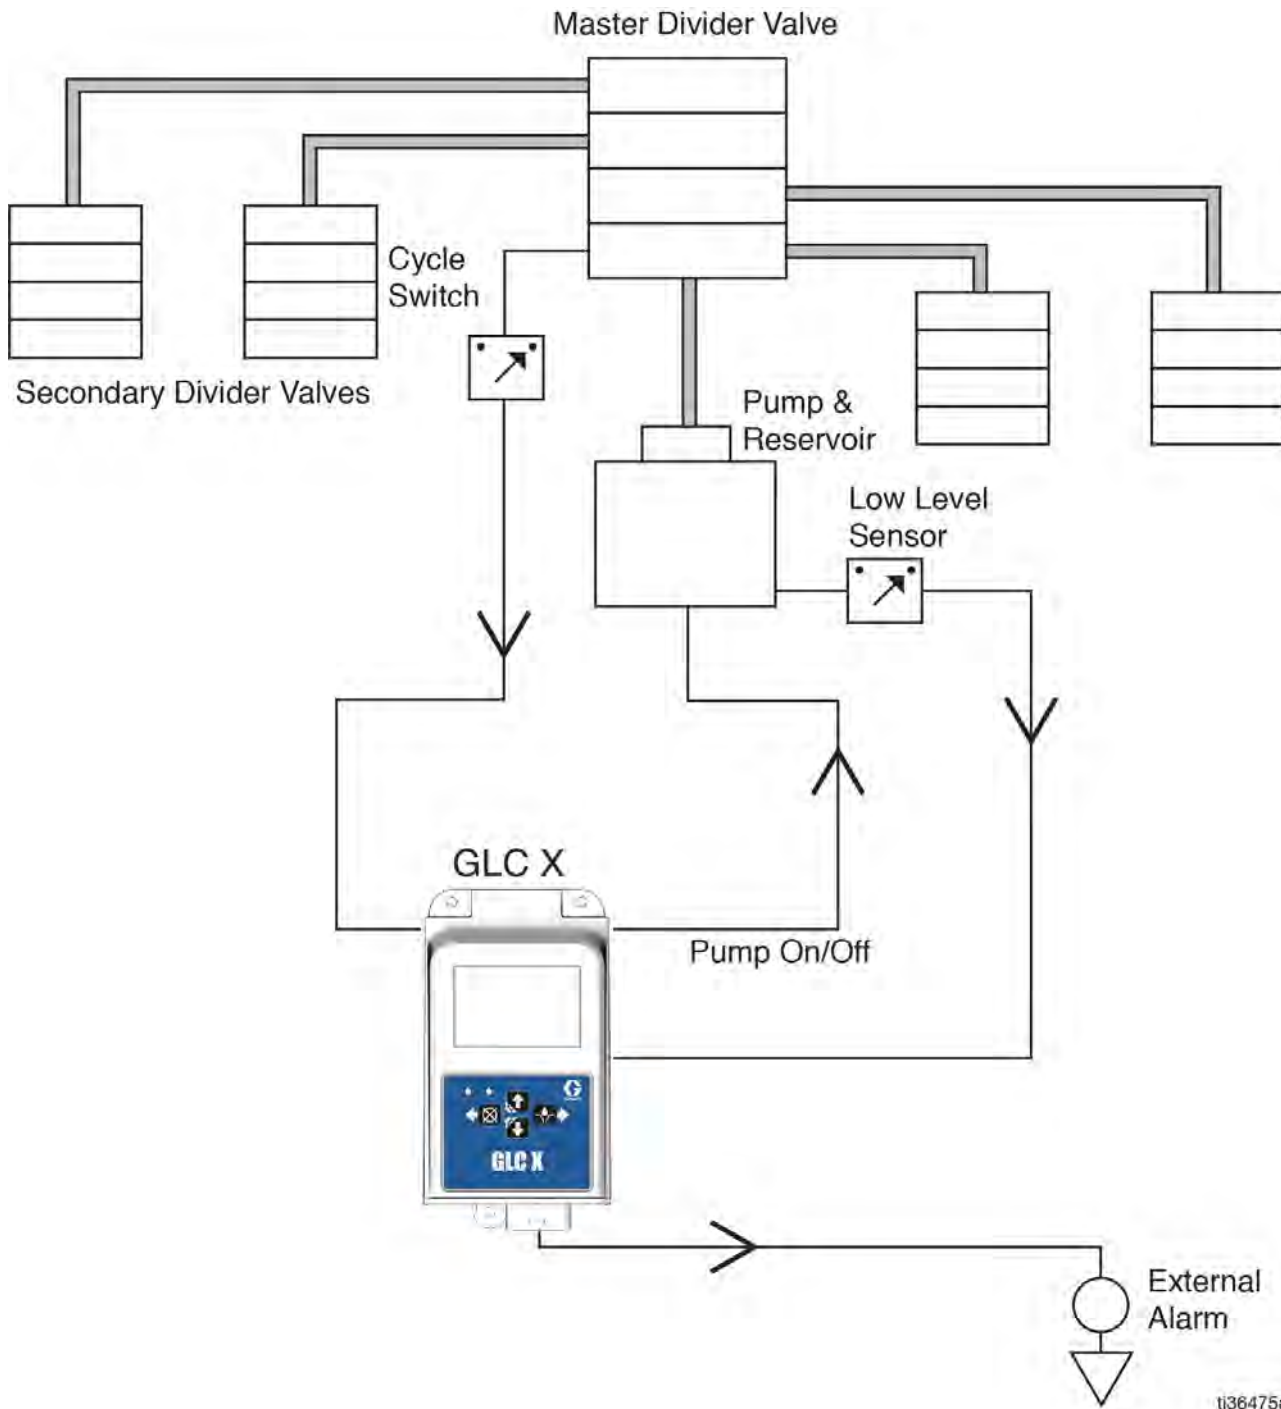 Master Divider Valve
Cycle
Switch
Secondary Divider Valves
Pump &
Reservoir
Low Level
Sensor
GLC X
Pump On/Off
GLC X
External
Alarm
ti36475a